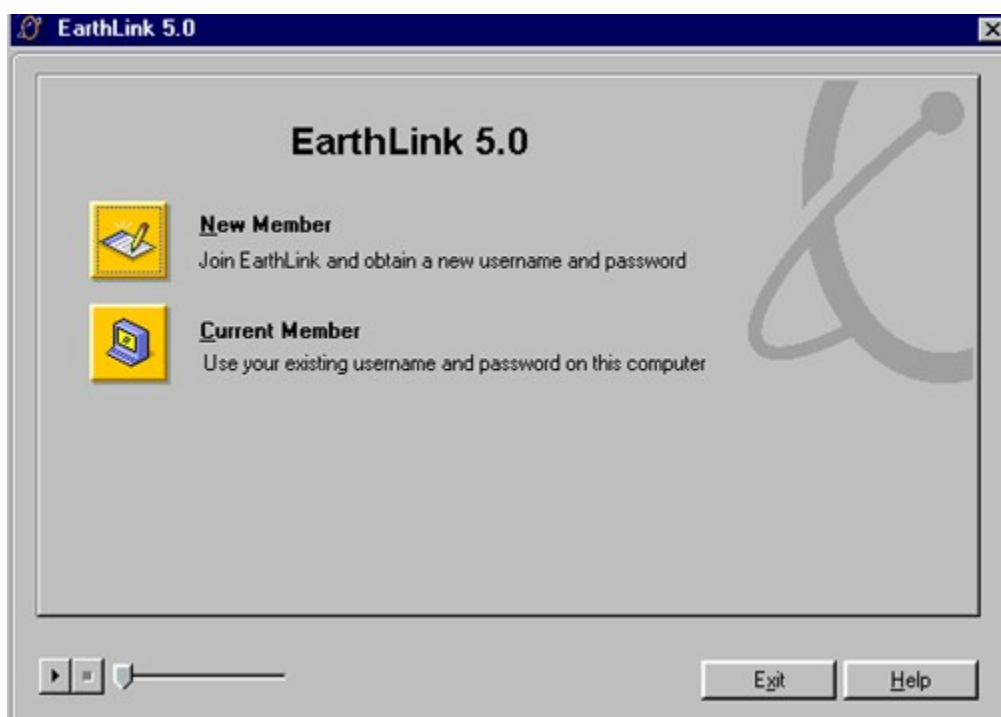 EarthLink 5.0
EarthLink 5.0
New Member
Join EarthLink and obtain a new username and password
Current Member
Use your existing username and password on this computer
Exit
Help